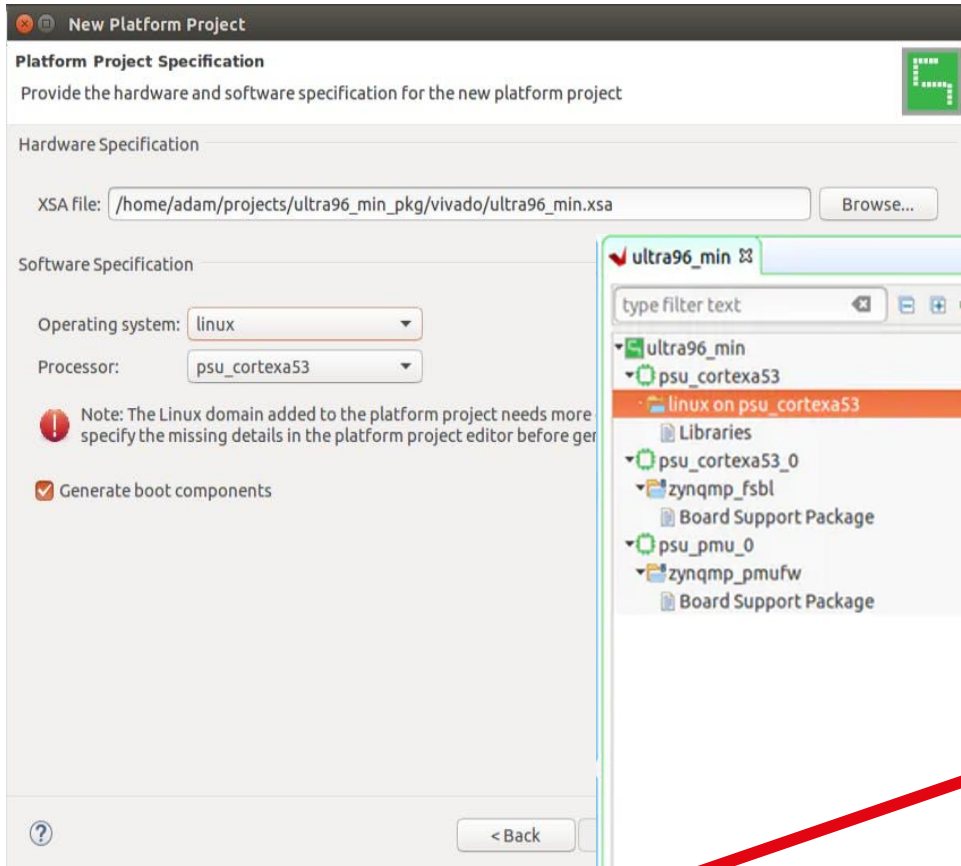 New Platform Project
Platform Project Specification
Provide the hardware and software specification for the new platform project
Hardware Specification
XSA file: /home/adam/projects/ultra96_min_pkg/vivado/ultra96_min.xsa Browse...
Software Specification
Operating system: linux
Processor: psu_cortexa53
Note: The Linux domain added to the platform project needs more
specify the missing details in the platform project editor before ger
Generate boot components
< Back
ultra96_min
type filter text
ultra96_min
psu_cortexa53
linux on psu_cortexa53
Libraries
psu_cortexa53_0
zynqmp_fsbl
Board Support Package
psu_pmu_0
zynqmp_pmufw
Board Support Package